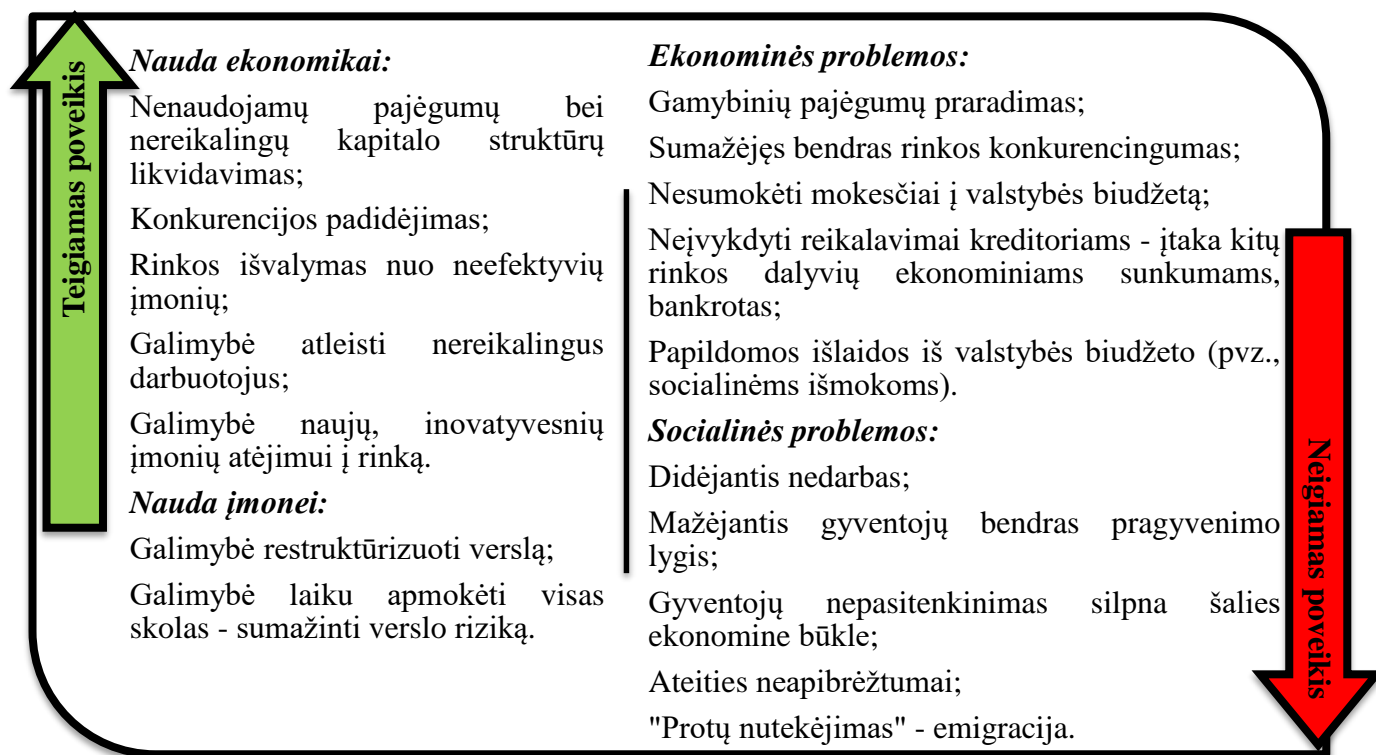 Teigiamas poveikis
Nauda ekonomikai:
Nenaudojamų pajėgumų bei
nereikalingų kapitalo struktūrų
likvidavimas;
Konkurencijos padidėjimas;
Rinkos išvalymas nuo neefektyvių
įmonių;
Galimybė atleisti nereikalingus
darbuotojus;
Galimybė naujų, inovatyvesnių
įmonių atėjimui į rinką.
Nauda įmonei:
Galimybė restruktūrizuoti verslą;
Galimybė laiku apmokėti visas
skolas - sumažinti verslo riziką.
Ekonominės problemos:
Gamybinių pajėgumų praradimas;
Sumažėjęs bendras rinkos konkurencingumas;
Nesumokėti mokesčiai į valstybės biudžetą;
Neįvykdyti reikalavimai kreditoriams - įtaka kitų
rinkos dalyvių ekonominiams sunkumams,
bankrotas;
Papildomos išlaidos iš valstybės biudžeto (pvz.,
socialinėms išmokoms).
Socialinės problemos:
Didėjantis nedarbas;
Mažėjantis gyventojų bendras pragyvenimo
lygis;
Gyventojų nepasitenkinimas silpna šalies
ekonomine būkle;
Ateities neapibrėžtumai;
"Protų nutekėjimas" - emigracija.
Neigiamas poveikis